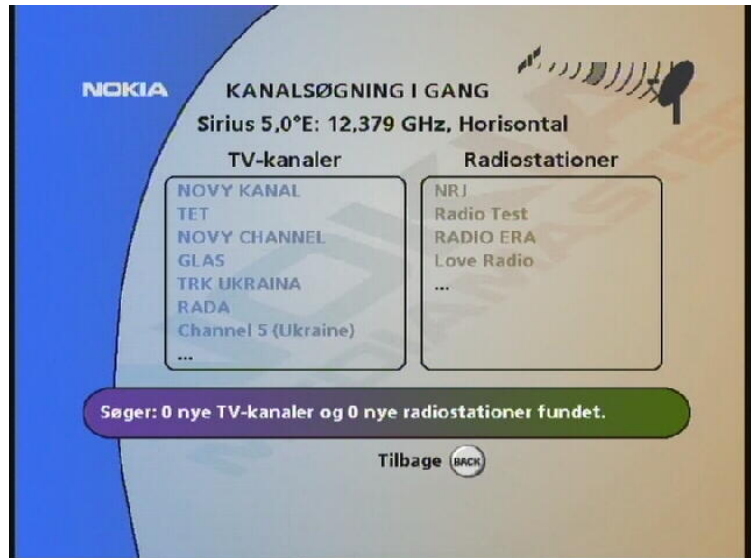 NOKIA
KANALSØGNING I GANG
Sirius 5,0°E: 12,379 GHz, Horisontal
TV-kanaler
NOVY KANAL
TET
NOVY CHANNEL
GLAS
TRK UKRAINA
RADA
Channel 5 (Ukraine)
...
Radiostationer
NRJ
Radio Test
RADIO ERA
Love Radio
...
Søger: 0 nye TV-kanaler og 0 nye radiostationer fundet.
Tilbage BACK
NOKIA
MEDIAMASTER